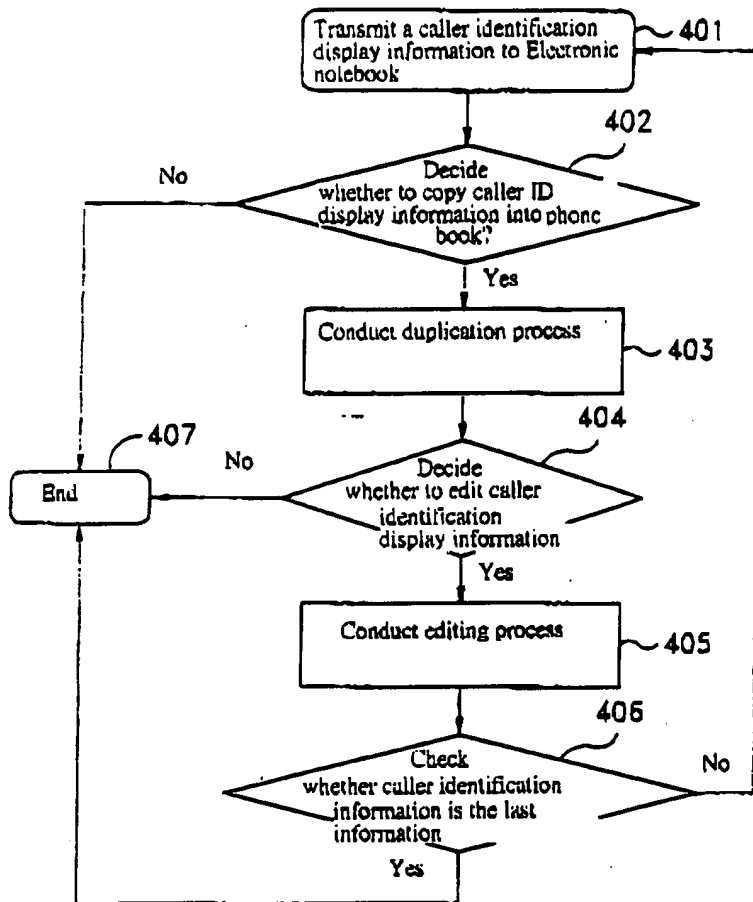 Transmit a caller identification
display information to Electronic
notebook
401
402
Decide
whether to copy caller ID
display information into phone
book?
No
Yes
Conduct duplication process
403
404
407
No
End
Decide
whether to edit caller
identification
display information
Yes
Conduct editing process
405
406
Check
whether caller identification
information is the last
information
No
Yes